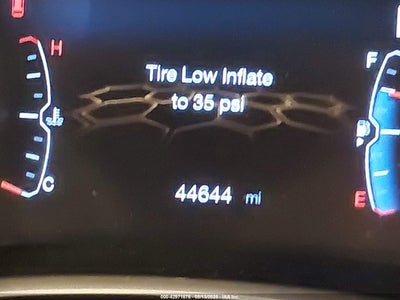 H
Tire Low Inflate
to 35 psi
F
C
44644 mi
E